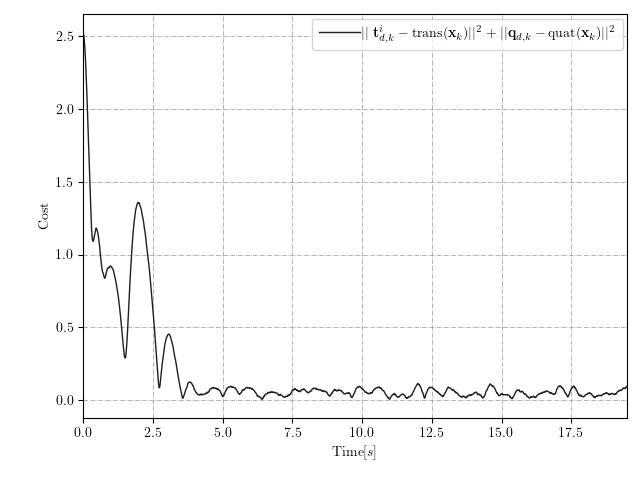 || t^i_{d,k} − trans(x_k)||² + ||q_{d,k} − quat(x_k)||²
2.5
2.0
1.5
1.0
0.5
0.0
Cost
0.0 2.5 5.0 7.5 10.0 12.5 15.0 17.5
Time[s]